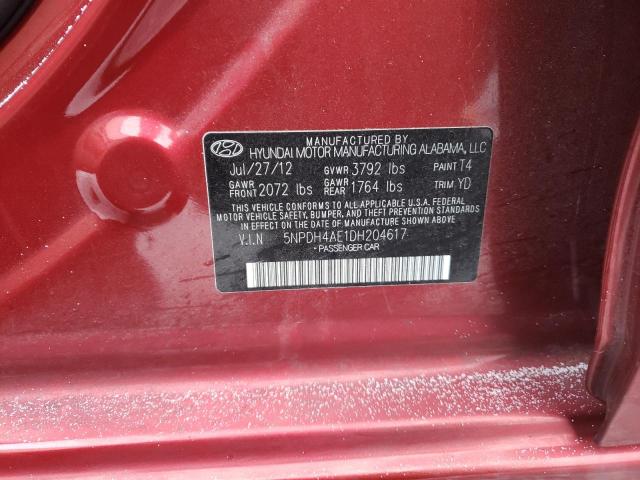 MANUFACTURED BY
HYUNDAI MOTOR MANUFACTURING ALABAMA, LLC
Jul/27/12 GVWR 3792 lbs PAINT T4
GAWR FRONT 2072 lbs GAWR REAR 1764 lbs TRIM YD
THIS VEHICLE CONFORMS TO ALL APPLICABLE U.S.A. FEDERAL
MOTOR VEHICLE SAFETY, BUMPER, AND THEFT PREVENTION
STANDARDS IN EFFECT ON THE DATE OF MANUFACTURE SHOWN ABOVE
V.I.N 5NPDH4AE1DH204617
• PASSENGER CAR